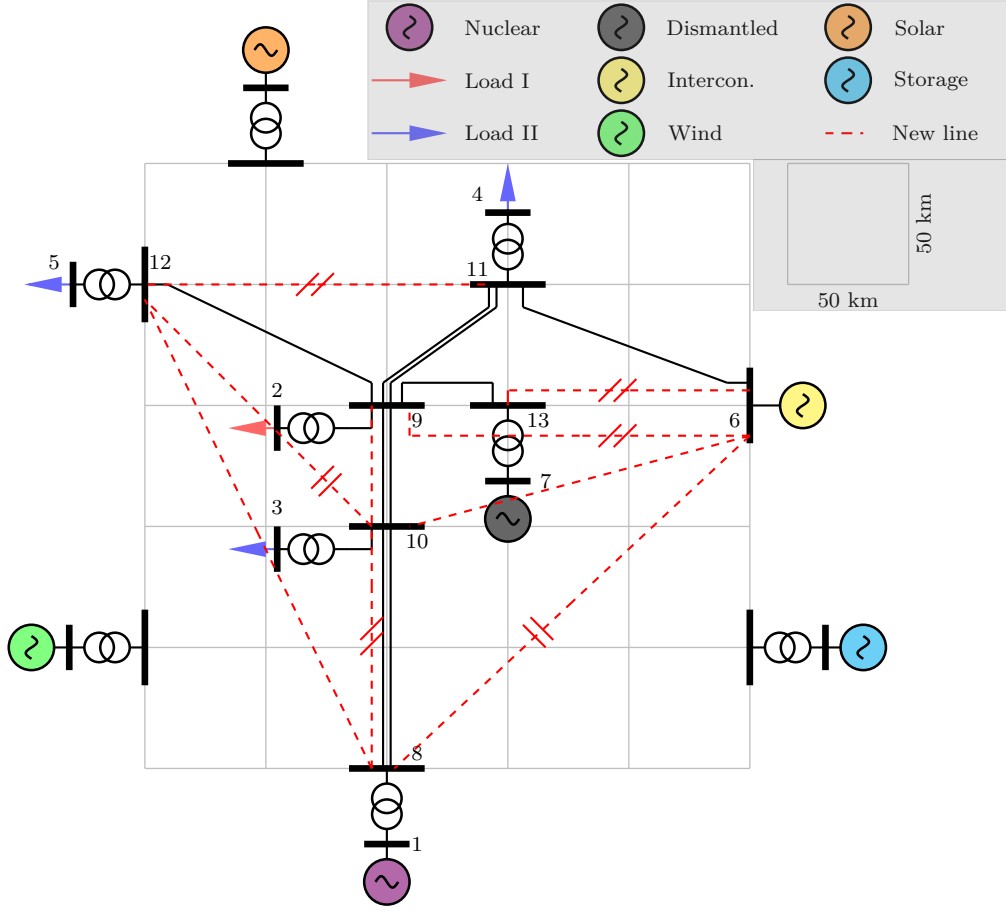 Nuclear Dismantled Solar
Load I Intercon. Storage
Load II Wind New line
50 km
50 km
4
5 12 11
2
9 13 6
7
3
10
8
1